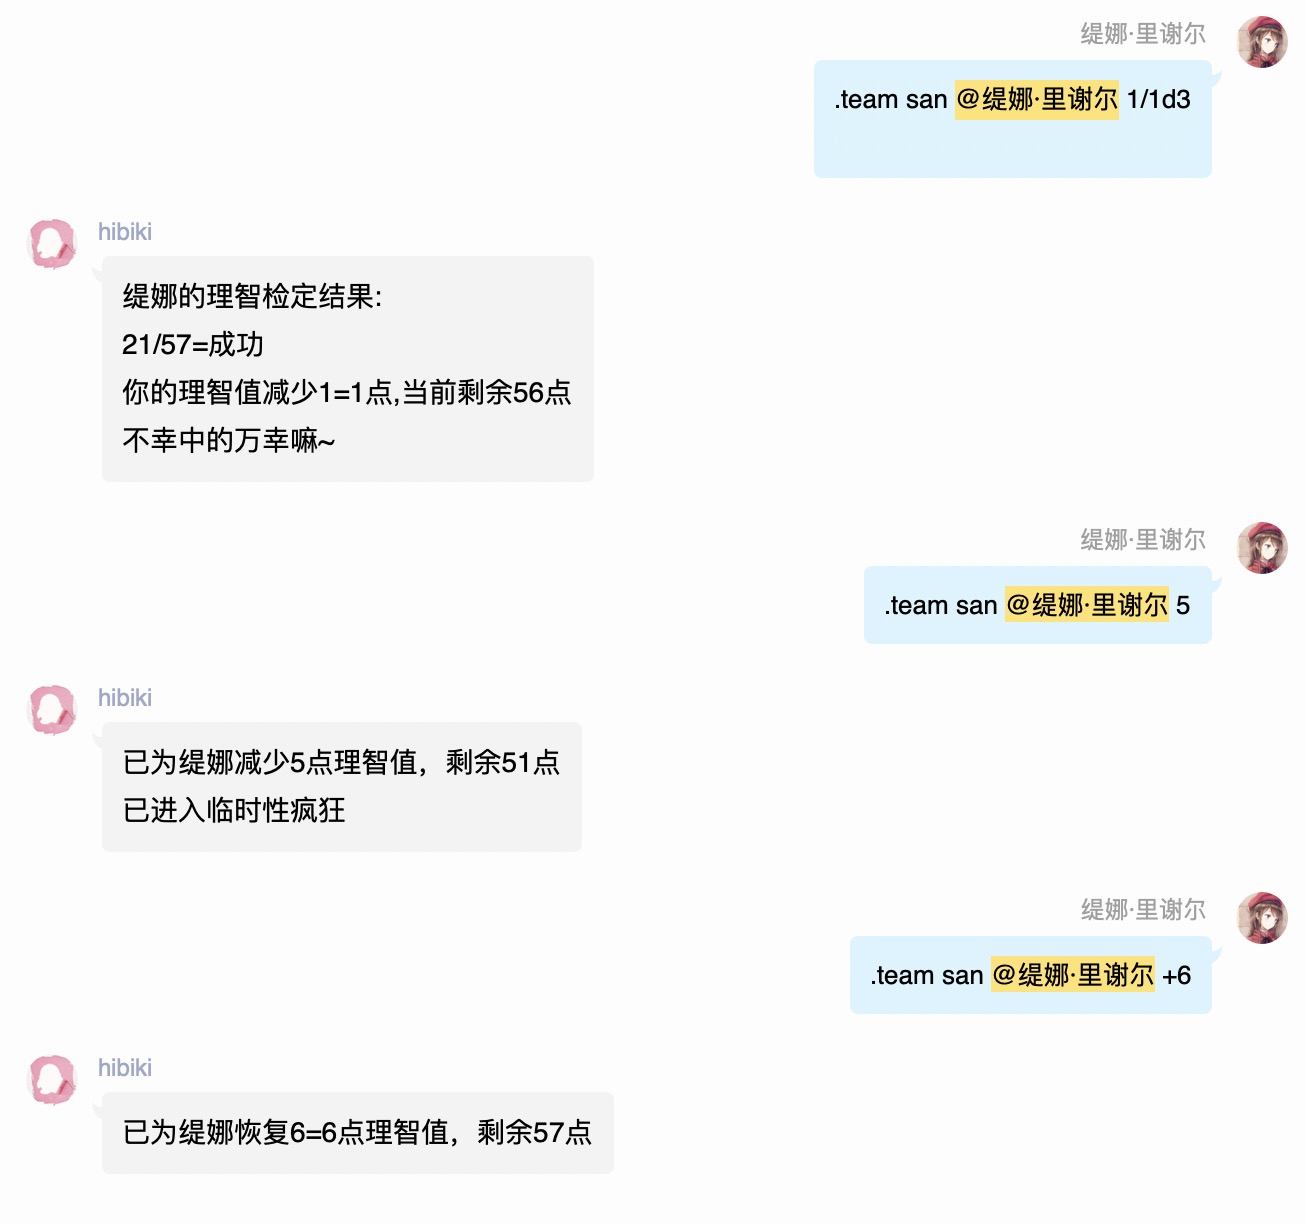 缇娜·里谢尔
.team san @缇娜·里谢尔 1/1d3
hibiki
缇娜的理智检定结果:
21/57=成功
你的理智值减少1=1点,当前剩余56点
不幸中的万幸嘛~
缇娜·里谢尔
.team san @缇娜·里谢尔 5
hibiki
已为缇娜减少5点理智值，剩余51点
已进入临时性疯狂
缇娜·里谢尔
.team san @缇娜·里谢尔 +6
hibiki
已为缇娜恢复6=6点理智值，剩余57点